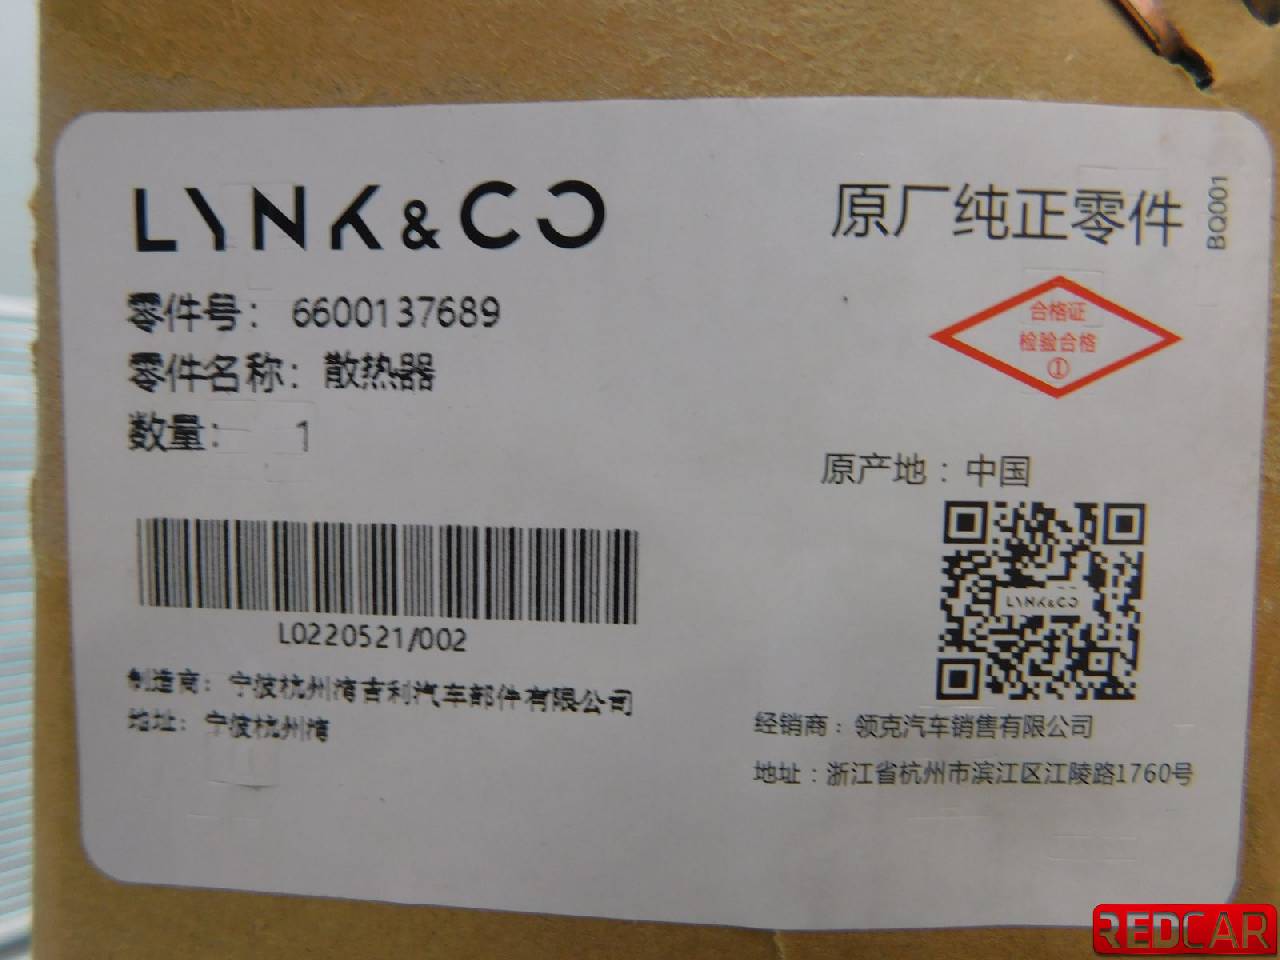 LYNK & CO
原厂纯正零件
BQ001
零件号： 6600137689
零件名称：散热器
数量： 1
合格证
检验合格
①
原产地：中国
LYNK&CO
L0220521/002
制造商： 宁波杭州湾吉利汽车部件有限公司
地址： 宁波杭州湾
经销商：领克汽车销售有限公司
地址：浙江省杭州市滨江区江陵路1760号
REDCAR